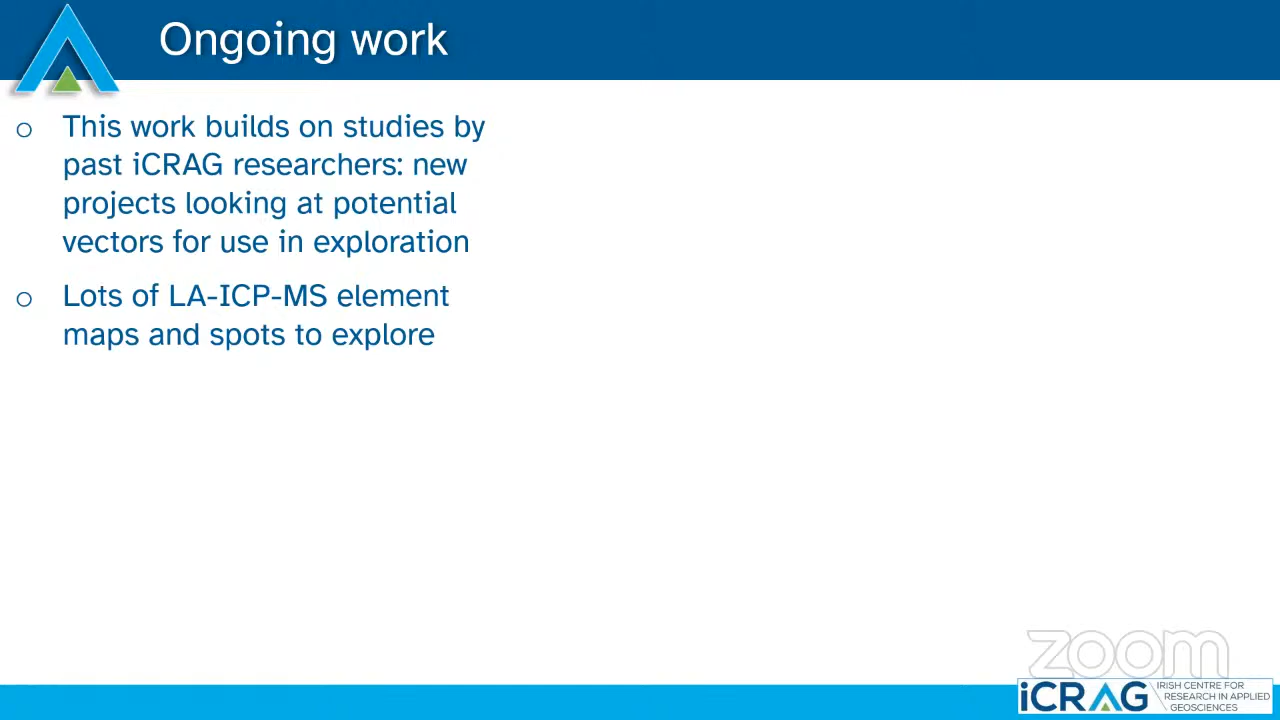 Ongoing work
o This work builds on studies by
past iCRAG researchers: new
projects looking at potential
vectors for use in exploration
o Lots of LA-ICP-MS element
maps and spots to explore
zoom
iCRAG
IRISH CENTRE FOR
RESEARCH IN APPLIED
GEOSCIENCES